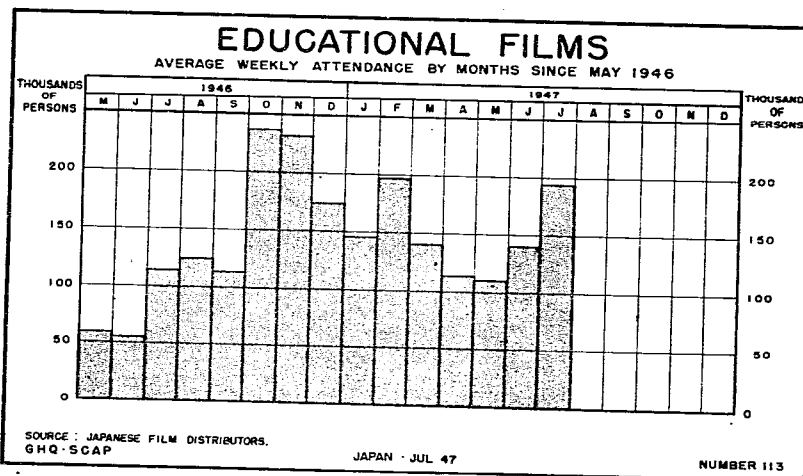 EDUCATIONAL FILMS
AVERAGE WEEKLY ATTENDANCE BY MONTHS SINCE MAY 1946
THOUSANDS OF PERSONS
1946
1947
THOUSANDS OF PERSONS
M J J A S O N D J F M A M J J A S O N D
200
150
100
50
0
200
150
100
50
0
SOURCE : JAPANESE FILM DISTRIBUTORS.
GHQ-SCAP
JAPAN - JUL 47
NUMBER 113